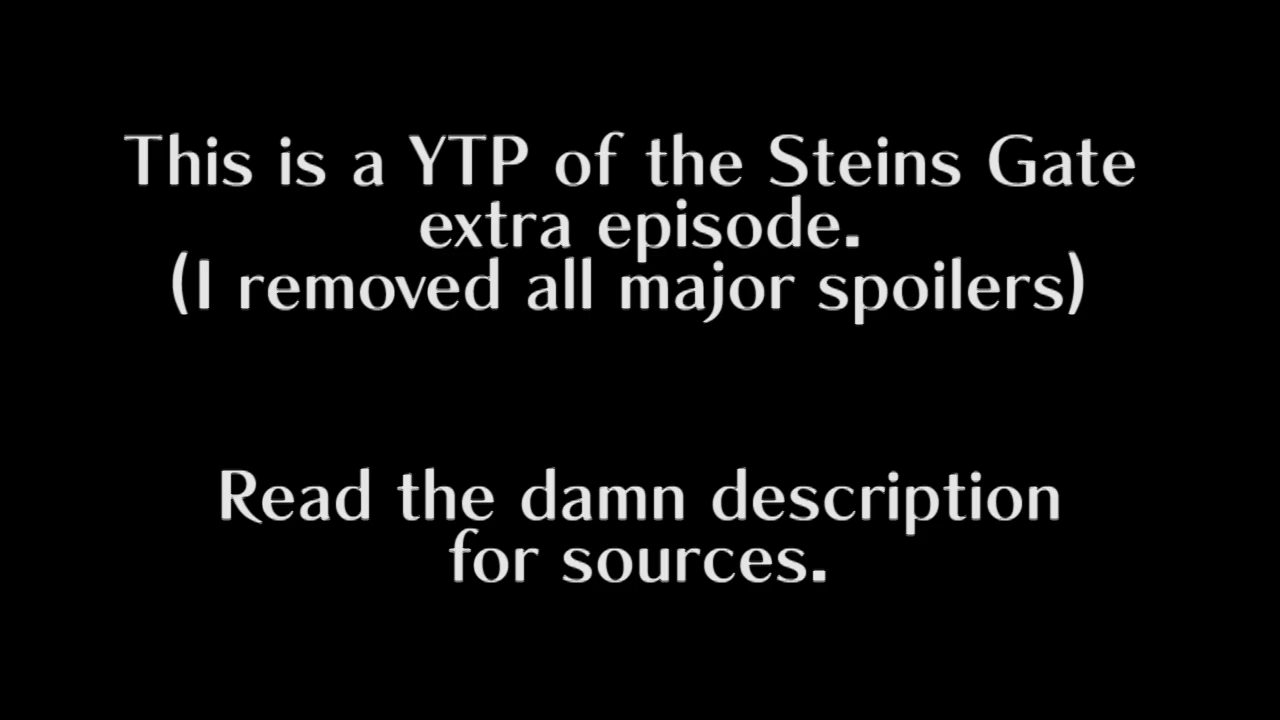 This is a YTP of the Steins Gate
extra episode.
(I removed all major spoilers)
Read the damn description
for sources.